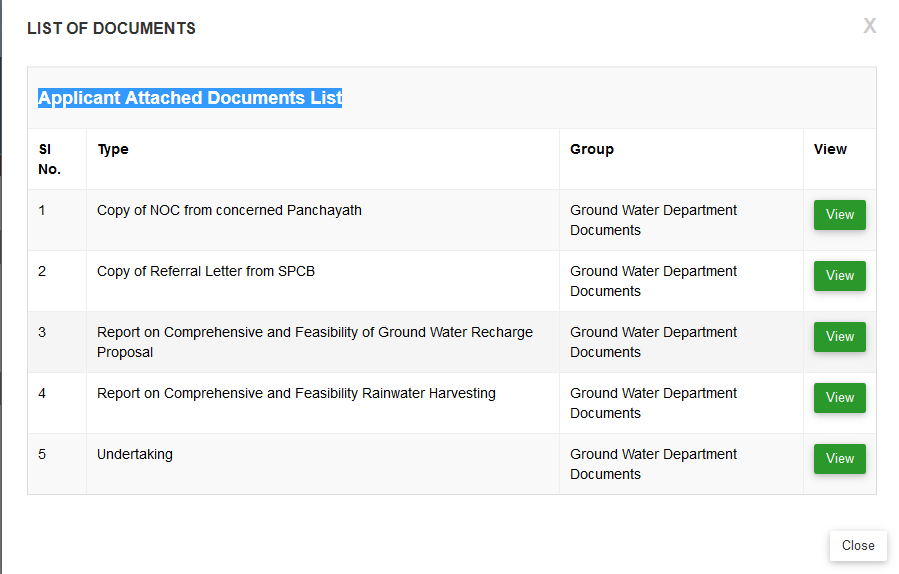 LIST OF DOCUMENTS
X
Applicant Attached Documents List
Sl No.
Type
Group
View
1
Copy of NOC from concerned Panchayath
Ground Water Department
Documents
View
2
Copy of Referral Letter from SPCB
Ground Water Department
Documents
View
3
Report on Comprehensive and Feasibility of Ground Water Recharge
Proposal
Ground Water Department
Documents
View
4
Report on Comprehensive and Feasibility Rainwater Harvesting
Ground Water Department
Documents
View
5
Undertaking
Ground Water Department
Documents
View
Close